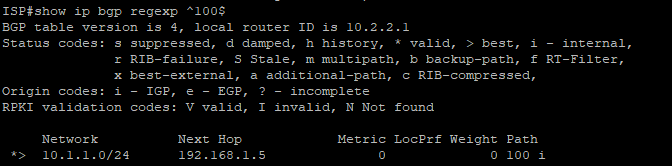 ISP#show ip bgp regexp ^100$
BGP table version is 4, local router ID is 10.2.2.1
Status codes: s suppressed, d damped, h history, * valid, > best, i - internal,
              r RIB-failure, S Stale, m multipath, b backup-path, f RT-Filter,
              x best-external, a additional-path, c RIB-compressed,
Origin codes: i - IGP, e - EGP, ? - incomplete
RPKI validation codes: V valid, I invalid, N Not found

     Network          Next Hop            Metric LocPrf Weight Path
 *>  10.1.1.0/24      192.168.1.5              0             0 100 i